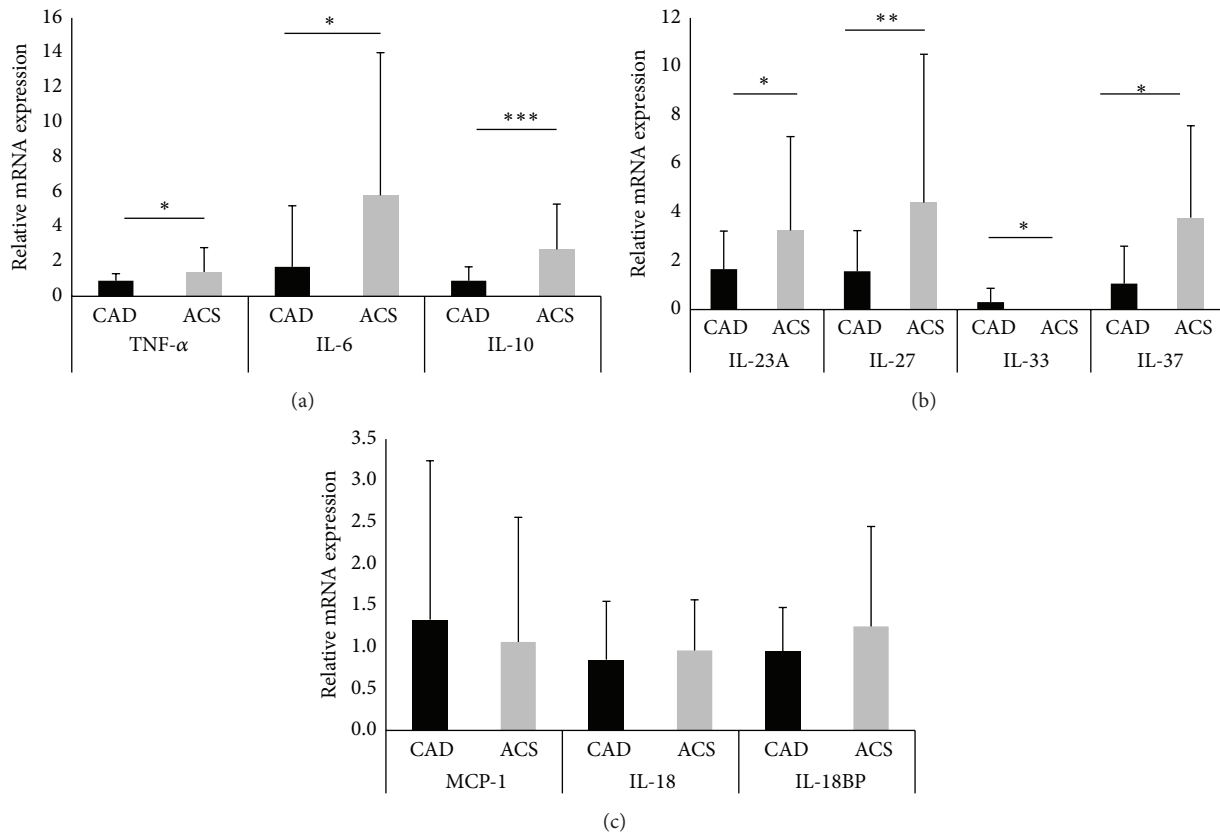 Relative mRNA expression
16
14
12
10
8
6
4
2
0
*
*
***
CAD ACS CAD ACS CAD ACS
TNF-α IL-6 IL-10
(a)
Relative mRNA expression
12
10
8
6
4
2
0
*
**
*
*
CAD ACS CAD ACS CAD ACS CAD ACS
IL-23A IL-27 IL-33 IL-37
(b)
Relative mRNA expression
3.5
3.0
2.5
2.0
1.5
1.0
0.5
0.0
CAD ACS CAD ACS CAD ACS
MCP-1 IL-18 IL-18BP
(c)